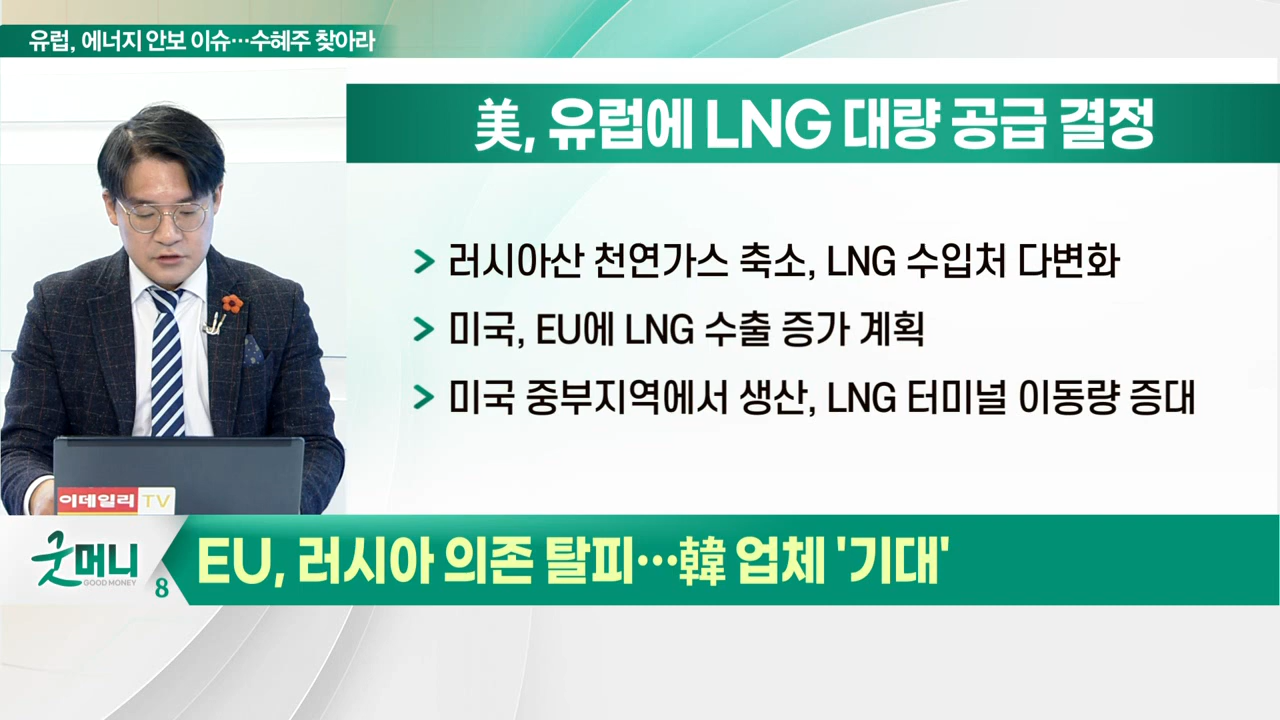 유럽, 에너지 안보 이슈…수혜주 찾아라
美, 유럽에 LNG 대량 공급 결정
> 러시아산 천연가스 축소, LNG 수입처 다변화
> 미국, EU에 LNG 수출 증가 계획
> 미국 중부지역에서 생산, LNG 터미널 이동량 증대
이데일리 TV
굿머니
GOOD MONEY
8
EU, 러시아 의존 탈피…韓 업체 '기대'